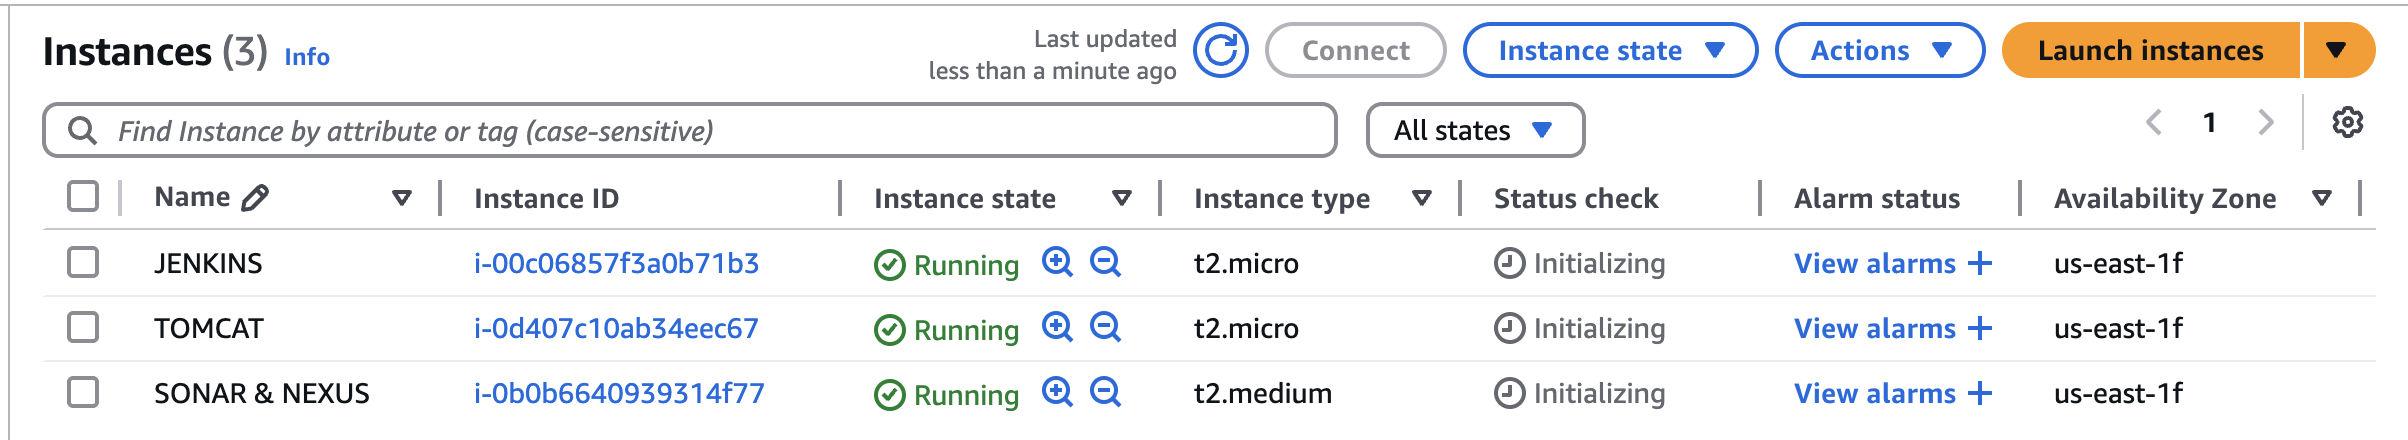 Instances (3) Info
Last updated
less than a minute ago
Connect
Instance state
Actions
Launch instances
Find Instance by attribute or tag (case-sensitive)
All states
1
Name Instance ID Instance state Instance type Status check Alarm status Availability Zone
JENKINS i-00c06857f3a0b71b3 Running t2.micro Initializing View alarms + us-east-1f
TOMCAT i-0d407c10ab34eec67 Running t2.micro Initializing View alarms + us-east-1f
SONAR & NEXUS i-0b0b6640939314f77 Running t2.medium Initializing View alarms + us-east-1f